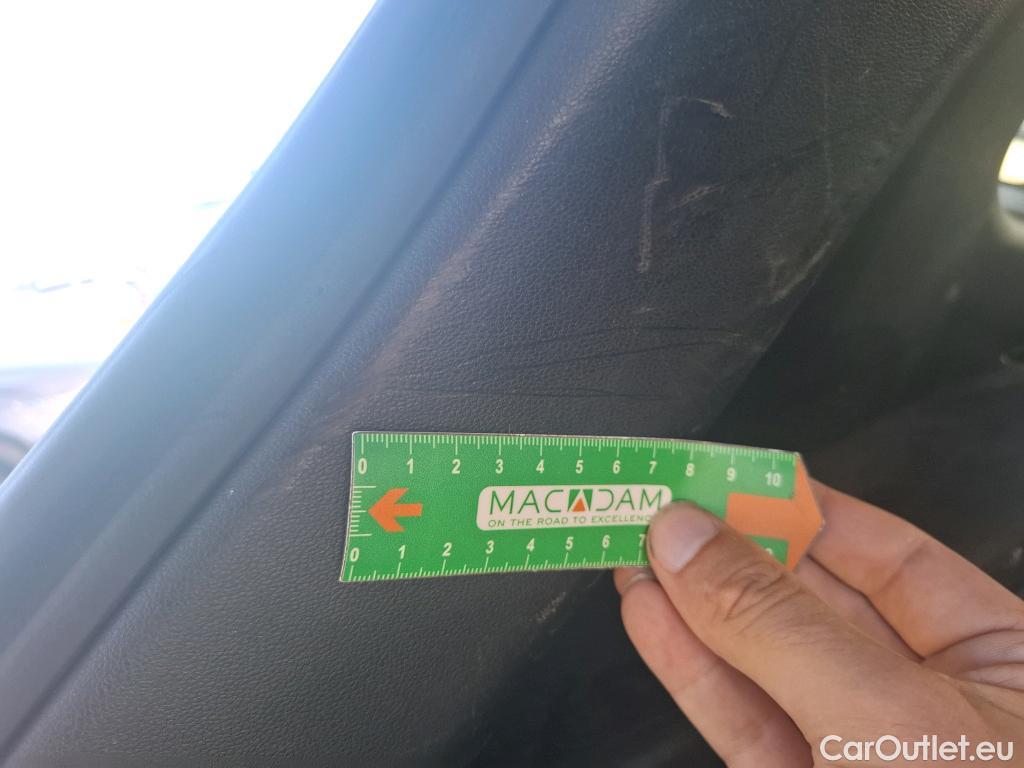 0 1 2 3 4 5 6 7 8 9 10
MACADAM
ON THE ROAD TO EXCELLENCE
0 1 2 3 4 5 6 7
CarOutlet.eu